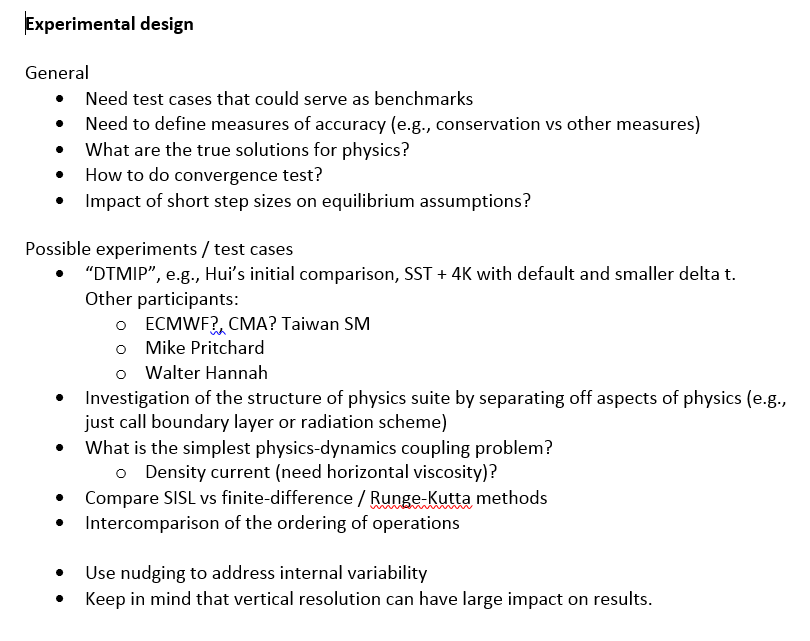 Experimental design
General
• Need test cases that could serve as benchmarks
• Need to define measures of accuracy (e.g., conservation vs other measures)
• What are the true solutions for physics?
• How to do convergence test?
• Impact of short step sizes on equilibrium assumptions?
Possible experiments / test cases
• “DTMIP”, e.g., Hui’s initial comparison, SST + 4K with default and smaller delta t.
Other participants:
o ECMWF?, CMA? Taiwan SM
o Mike Pritchard
o Walter Hannah
• Investigation of the structure of physics suite by separating off aspects of physics (e.g.,
just call boundary layer or radiation scheme)
• What is the simplest physics-dynamics coupling problem?
o Density current (need horizontal viscosity)?
• Compare SISL vs finite-difference / Runge-Kutta methods
• Intercomparison of the ordering of operations
• Use nudging to address internal variability
• Keep in mind that vertical resolution can have large impact on results.